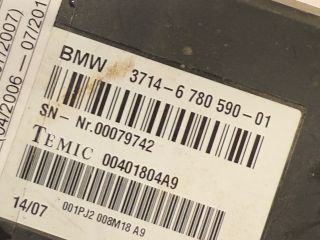 /2007)
(04/2006 – 07/201
BMW 3714-6 780 590-01
SN- Nr.00079742
TEMIC 00401804A9
14/07 001PJ2 008M18 A9